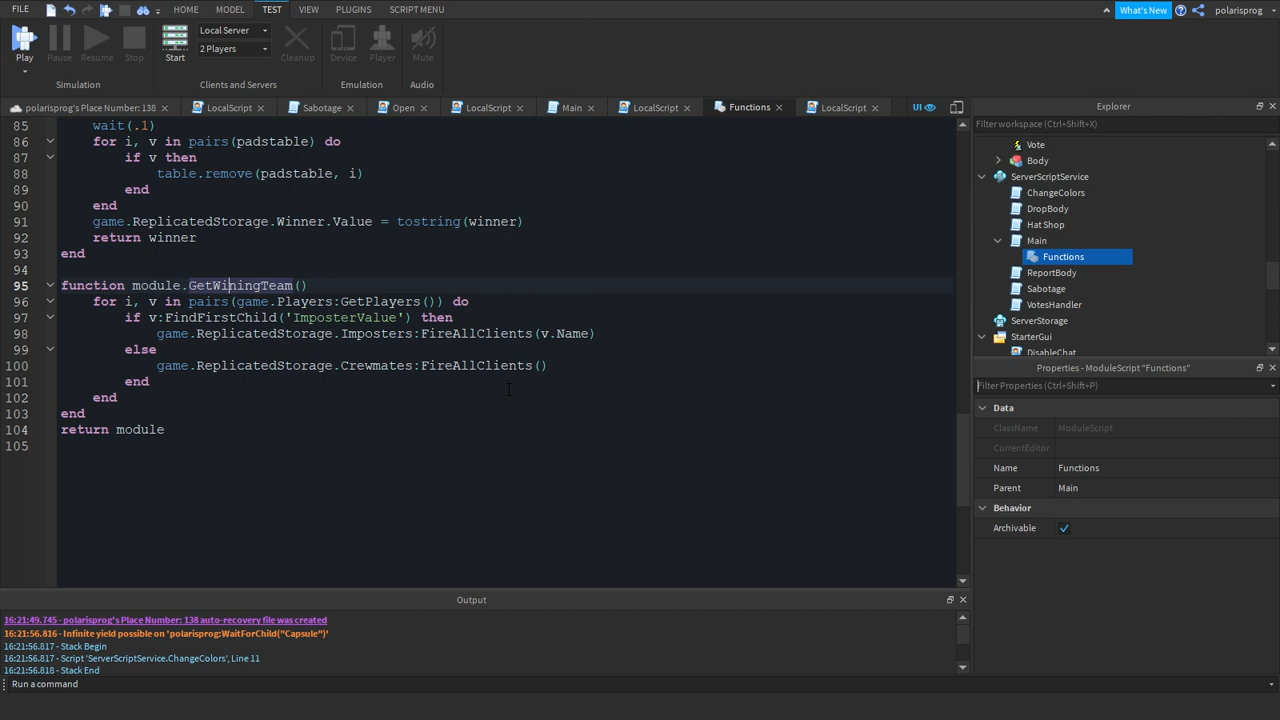 FILE HOME MODEL TEST VIEW PLUGINS SCRIPT MENU What's New polarisprog
Play Pause Resume Stop Start Local Server 2 Players Cleanup Device Player Mute
Simulation Clients and Servers Emulation Audio
polarisprog's Place Number: 138 LocalScript Sabotage Open LocalScript Main LocalScript Functions LocalScript UI
85 wait(.1)
86 for i, v in pairs(padstable) do
87 if v then
88 table.remove(padstable, i)
89 end
90 end
91 game.ReplicatedStorage.Winner.Value = tostring(winner)
92 return winner
93 end
94
95 function module.GetWiningTeam()
96 for i, v in pairs(game.Players:GetPlayers()) do
97 if v:FindFirstChild('ImposterValue') then
98 game.ReplicatedStorage.Imposters:FireAllClients(v.Name)
99 else
100 game.ReplicatedStorage.Crewmates:FireAllClients()
101 end
102 end
103 end
104 return module
105
Explorer
Filter workspace (Ctrl+Shift+X)
Vote
Body
ServerScriptService
ChangeColors
DropBody
Hat Shop
Main
Functions
ReportBody
Sabotage
VotesHandler
ServerStorage
StarterGui
DisableChat
Properties - ModuleScript "Functions"
Filter Properties (Ctrl+Shift+P)
Data
ClassName ModuleScript
CurrentEditor
Name Functions
Parent Main
Behavior
Archivable
Output
16:21:49.745 - polarisprog's Place Number: 138 auto-recovery file was created
16:21:56.816 - Infinite yield possible on 'polarisprog:WaitForChild("Capsule")'
16:21:56.817 - Stack Begin
16:21:56.817 - Script 'ServerScriptService.ChangeColors', Line 11
16:21:56.818 - Stack End
Run a command